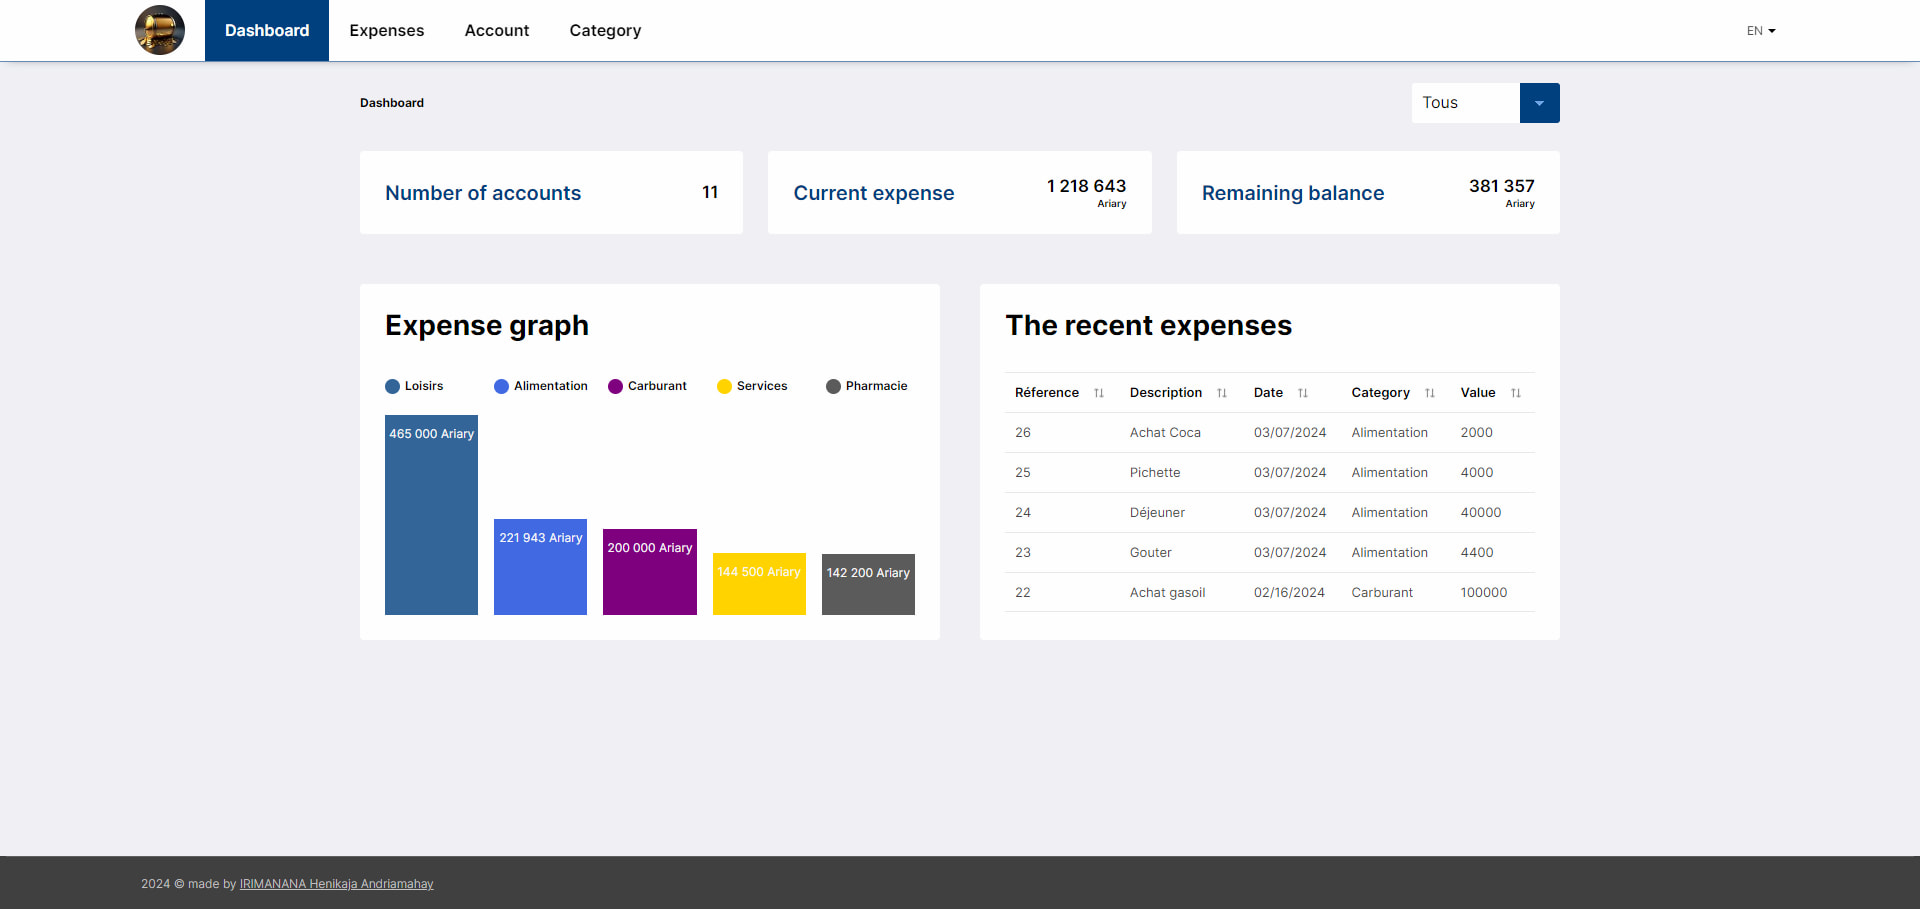 Dashboard Expenses Account Category EN
Dashboard Tous
Number of accounts 11
Current expense 1 218 643 Ariary
Remaining balance 381 357 Ariary
Expense graph
Loisirs Alimentation Carburant Services Pharmacie
465 000 Ariary
221 943 Ariary
200 000 Ariary
144 500 Ariary
142 200 Ariary
The recent expenses
Réference Description Date Category Value
26 Achat Coca 03/07/2024 Alimentation 2000
25 Pichette 03/07/2024 Alimentation 4000
24 Déjeuner 03/07/2024 Alimentation 40000
23 Gouter 03/07/2024 Alimentation 4400
22 Achat gasoil 02/16/2024 Carburant 100000
2024 © made by IRIMANANA Henikaja Andriamahay